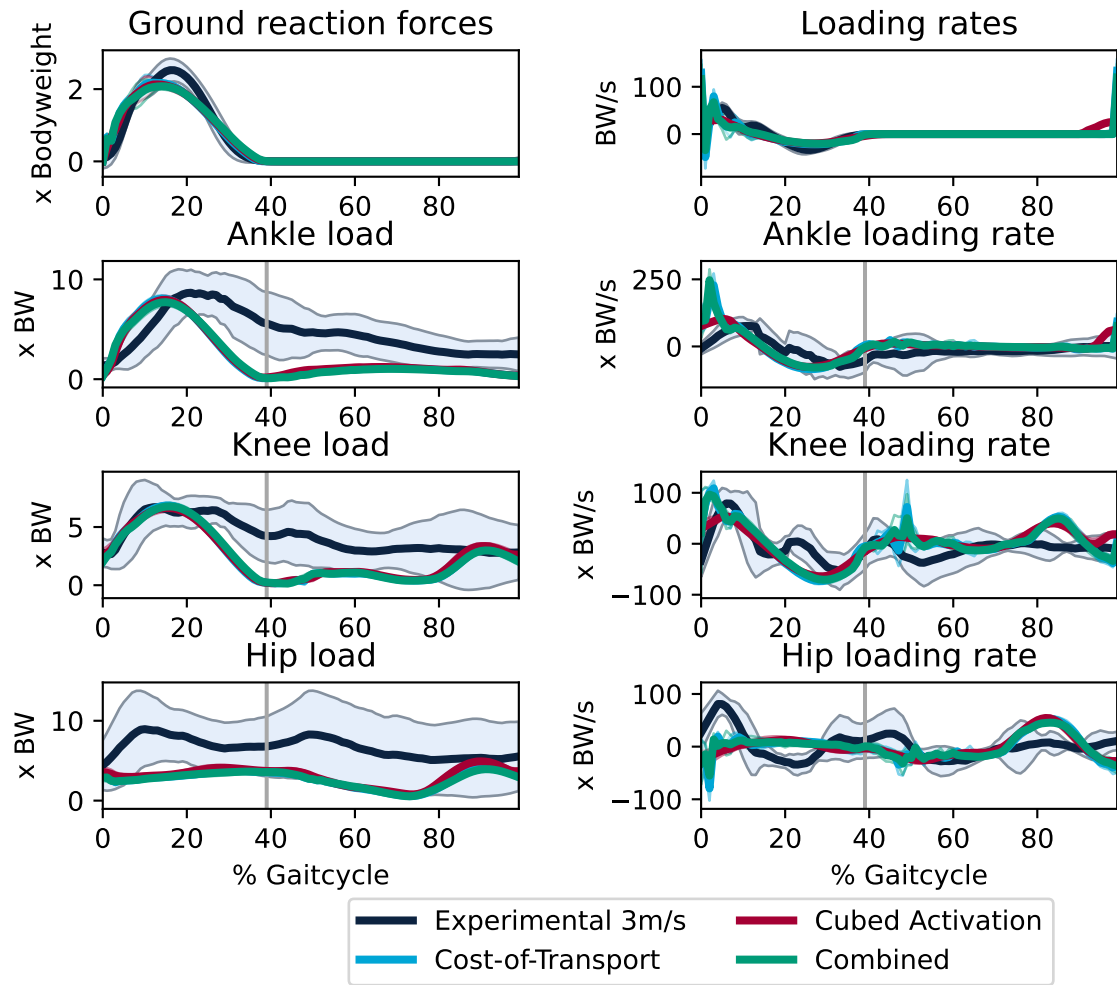 Ground reaction forces
Loading rates
x Bodyweight
2
0
0 20 40 60 80
BW/s
100
0
0 20 40 60 80
Ankle load
Ankle loading rate
x BW
10
0
0 20 40 60 80
x BW/s
250
0
0 20 40 60 80
Knee load
Knee loading rate
x BW
5
0
0 20 40 60 80
x BW/s
100
0
−100
0 20 40 60 80
Hip load
Hip loading rate
x BW
10
0
0 20 40 60 80
% Gaitcycle
x BW/s
100
0
−100
0 20 40 60 80
% Gaitcycle
Experimental 3m/s
Cubed Activation
Cost-of-Transport
Combined